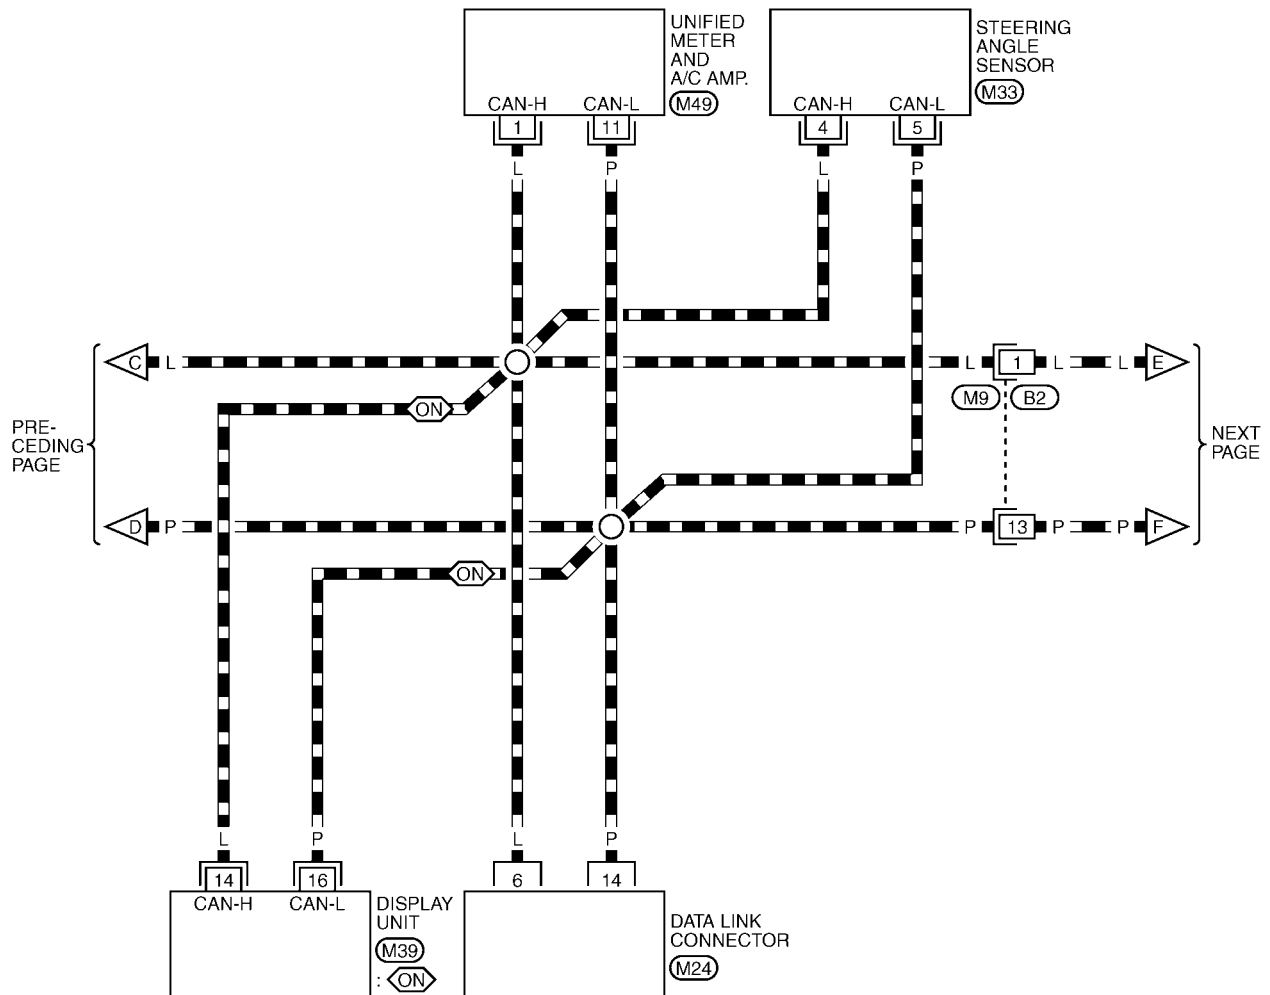 UNIFIED
METER
AND
A/C AMP.
M49
STEERING
ANGLE
SENSOR
M33
CAN-H CAN-L
CAN-H CAN-L
1 11
4 5
L P
L P
C L
L 1 L L E
M9 B2
ON
PRE-
CEDING
PAGE
NEXT
PAGE
D P
P 13 P P F
ON
L P
L P
14 16
6 14
CAN-H CAN-L
DISPLAY
UNIT
M39
: ON
DATA LINK
CONNECTOR
M24